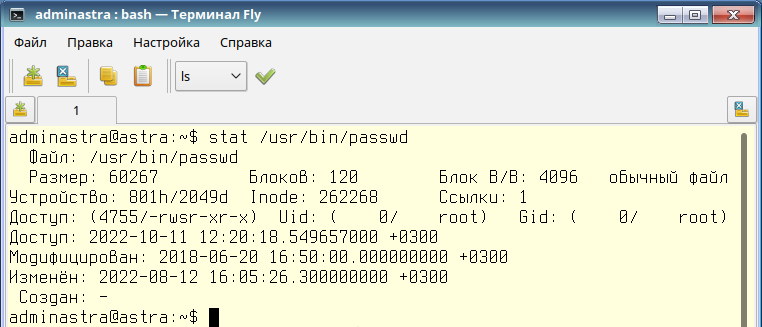 adminastra : bash — Терминал Fly
Файл Правка Настройка Справка
ls
1
adminastra@astra:~$ stat /usr/bin/passwd
Файл: /usr/bin/passwd
Размер: 60267 Блоков: 120 Блок В/В: 4096 обычный файл
Устройство: 801h/2049d Inode: 262268 Ссылки: 1
Доступ: (4755/-rwsr-xr-x) Uid: ( 0/ root) Gid: ( 0/ root)
Доступ: 2022-10-11 12:20:18.549657000 +0300
Модифицирован: 2018-06-20 16:50:00.000000000 +0300
Изменён: 2022-08-12 16:05:26.300000000 +0300
Создан: -
adminastra@astra:~$